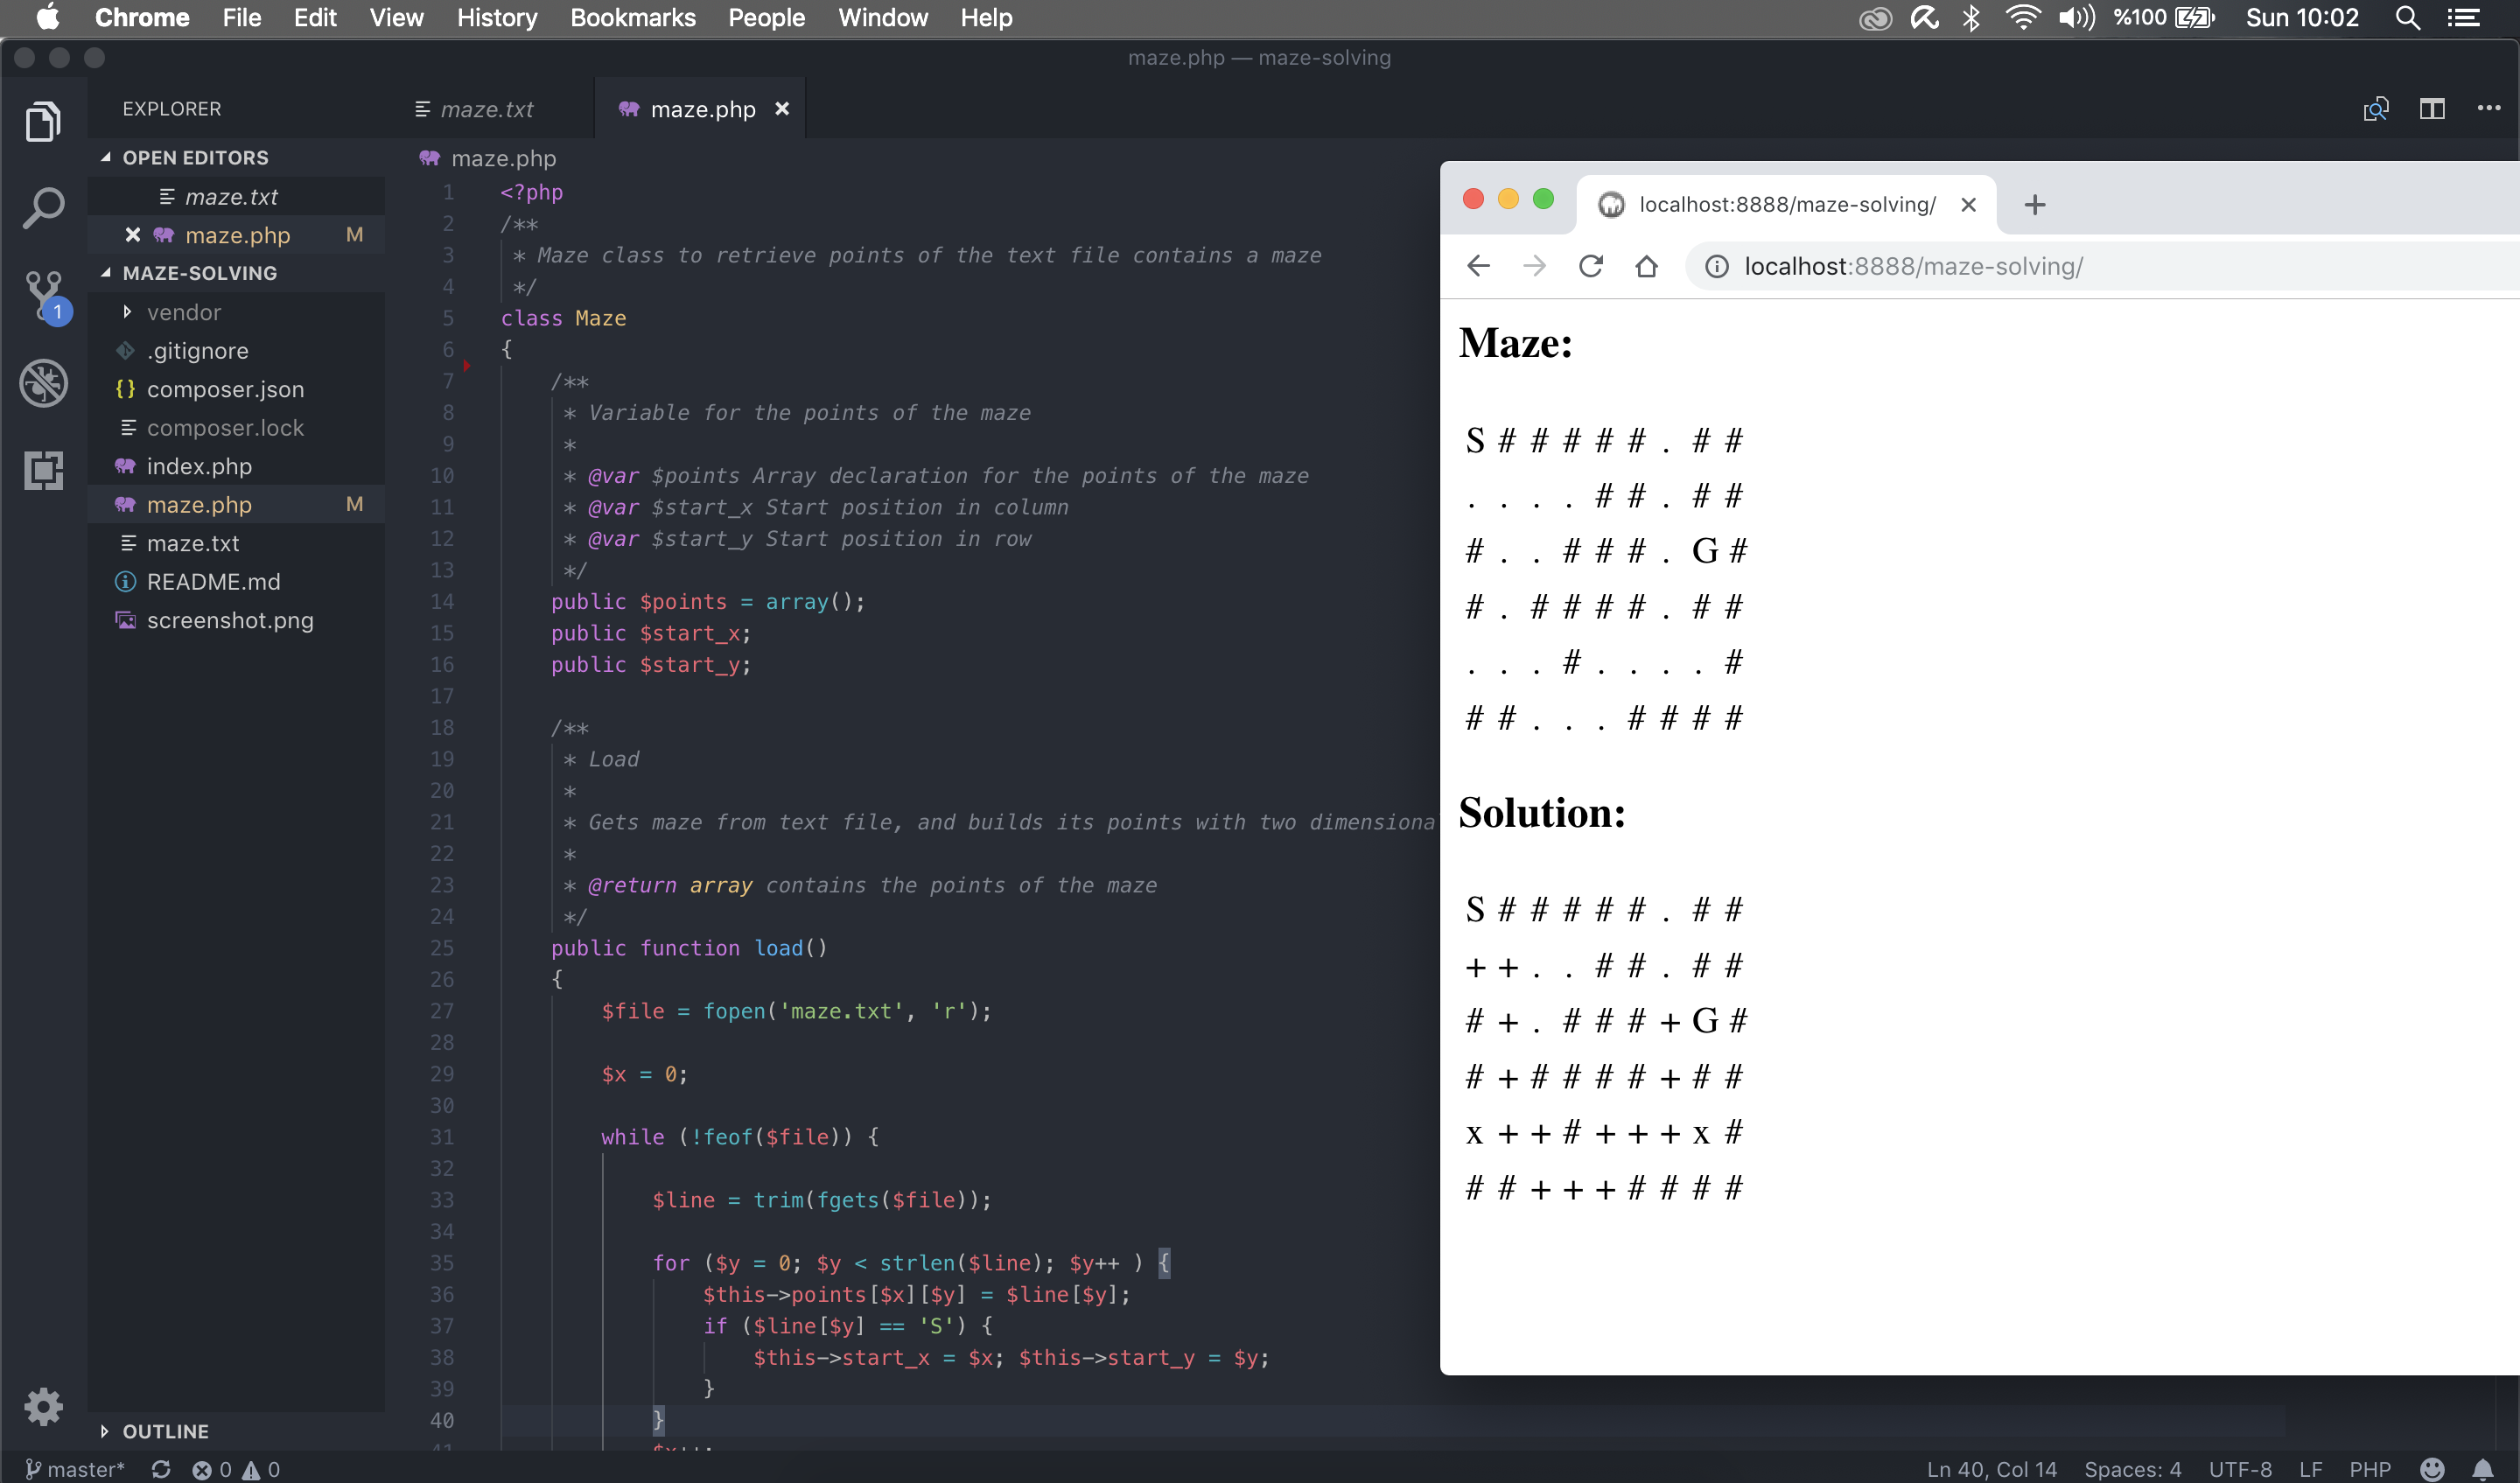 Chrome File Edit View History Bookmarks People Window Help %100 Sun 10:02
maze.php — maze-solving
EXPLORER
OPEN EDITORS
maze.txt
maze.php M
MAZE-SOLVING
vendor
.gitignore
composer.json
composer.lock
index.php
maze.php M
maze.txt
README.md
screenshot.png
OUTLINE
1
maze.txt maze.php
maze.php
1 <?php
2 /**
3 * Maze class to retrieve points of the text file contains a maze
4 */
5 class Maze
6 {
7 /**
8 * Variable for the points of the maze
9 *
10 * @var $points Array declaration for the points of the maze
11 * @var $start_x Start position in column
12 * @var $start_y Start position in row
13 */
14 public $points = array();
15 public $start_x;
16 public $start_y;
17
18 /**
19 * Load
20 *
21 * Gets maze from text file, and builds its points with two dimensiona
22 *
23 * @return array contains the points of the maze
24 */
25 public function load()
26 {
27 $file = fopen('maze.txt', 'r');
28
29 $x = 0;
30
31 while (!feof($file)) {
32
33 $line = trim(fgets($file));
34
35 for ($y = 0; $y < strlen($line); $y++ ) {
36 $this->points[$x][$y] = $line[$y];
37 if ($line[$y] == 'S') {
38 $this->start_x = $x; $this->start_y = $y;
39 }
40 }
41 $x++;
localhost:8888/maze-solving/
localhost:8888/maze-solving/
Maze:
S # # # # # . # #
. . . . # # . # #
# . . # # # . G #
# . # # # # . # #
. . . # . . . . #
# # . . . # # # #
Solution:
S # # # # # . # #
+ + . . # # . # #
# + . # # # + G #
# + # # # # + # #
x + + # + + + x #
# # + + + # # # #
master* 0 0 Ln 40, Col 14 Spaces: 4 UTF-8 LF PHP